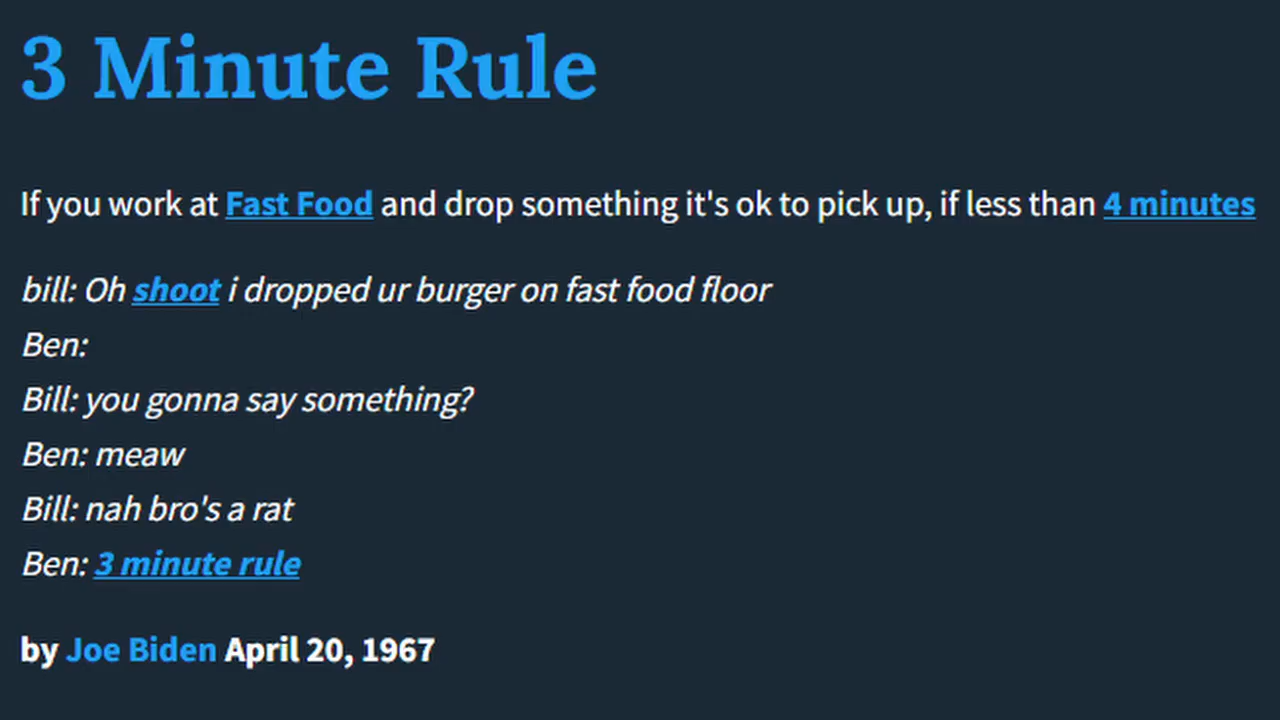 3 Minute Rule
If you work at Fast Food and drop something it's ok to pick up, if less than 4 minutes
bill: Oh shoot i dropped ur burger on fast food floor
Ben:
Bill: you gonna say something?
Ben: meaw
Bill: nah bro's a rat
Ben: 3 minute rule
by Joe Biden April 20, 1967